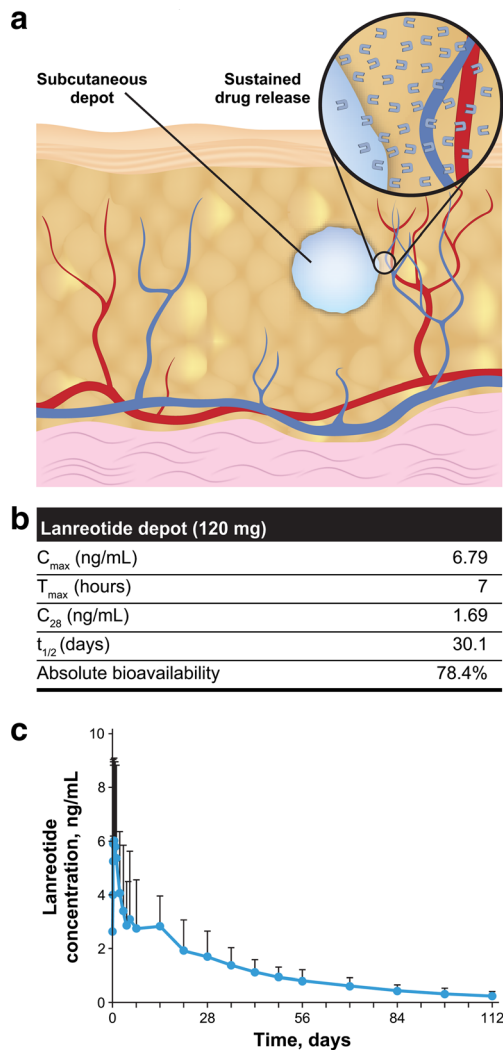 a
Subcutaneous
depot
Sustained
drug release
b
Lanreotide depot (120 mg)
Cmax (ng/mL) 6.79
Tmax (hours) 7
C28 (ng/mL) 1.69
t1/2 (days) 30.1
Absolute bioavailability 78.4%
c
Lanreotide
concentration, ng/mL
10
8
6
4
2
0
0 28 56 84 112
Time, days